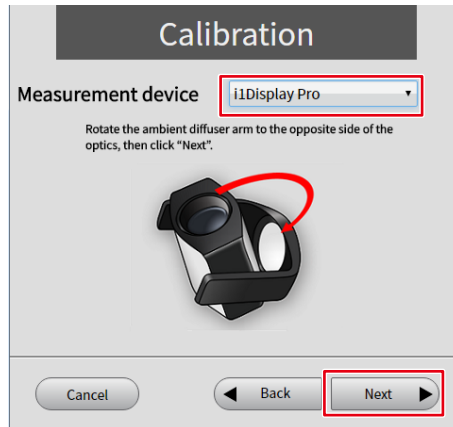 Calibration
Measurement device i1Display Pro
Rotate the ambient diffuser arm to the opposite side of the
optics, then click “Next”.
Cancel Back Next